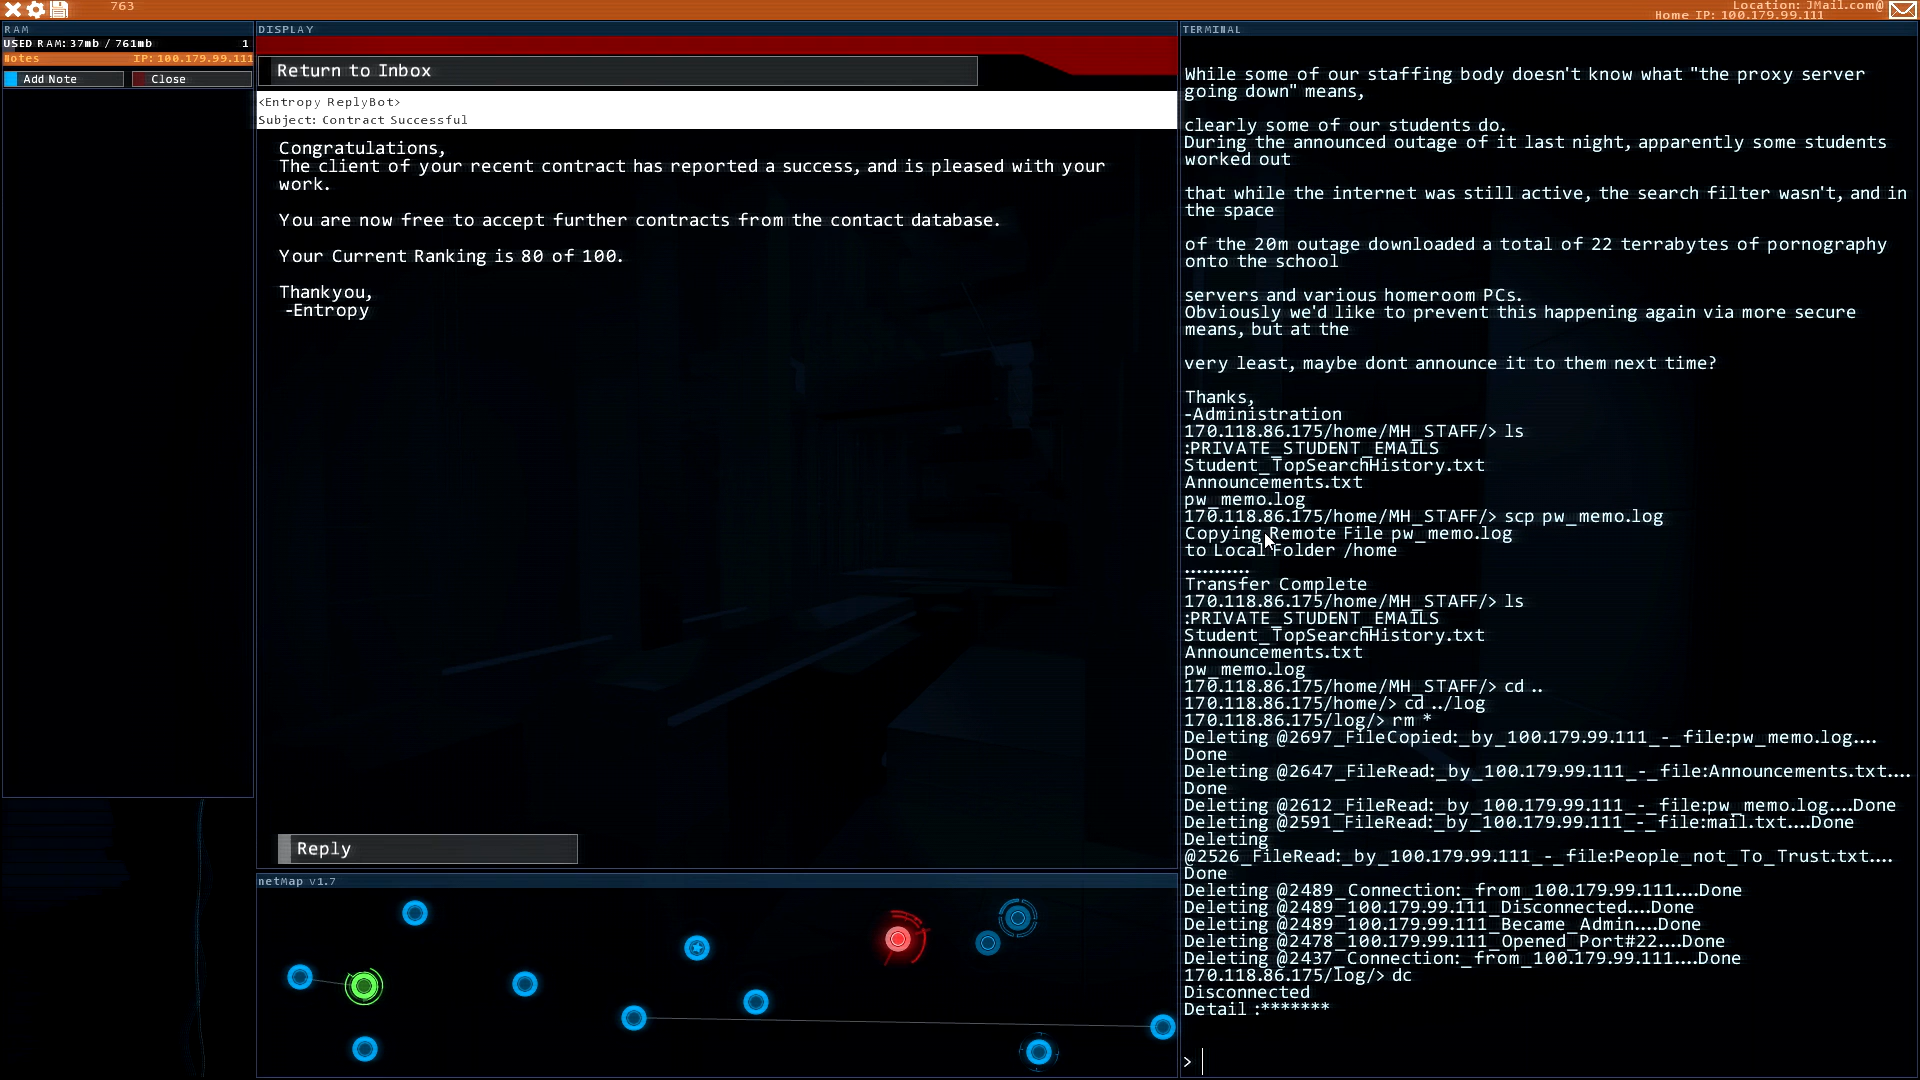 763
Location: JMail.com@
Home IP: 100.179.99.111
RAM
USED RAM: 37mb / 761mb 1
Notes IP: 100.179.99.111
Add Note Close
DISPLAY
Return to Inbox
<Entropy ReplyBot>
Subject: Contract Successful
Congratulations,
The client of your recent contract has reported a success, and is pleased with your
work.
You are now free to accept further contracts from the contact database.
Your Current Ranking is 80 of 100.
Thankyou,
-Entropy
Reply
netMap v1.7
TERMINAL
While some of our staffing body doesn't know what "the proxy server
going down" means,
clearly some of our students do.
During the announced outage of it last night, apparently some students
worked out
that while the internet was still active, the search filter wasn't, and in
the space
of the 20m outage downloaded a total of 22 terrabytes of pornography
onto the school
servers and various homeroom PCs.
Obviously we'd like to prevent this happening again via more secure
means, but at the
very least, maybe dont announce it to them next time?
Thanks,
-Administration
170.118.86.175/home/MH_STAFF/> ls
:PRIVATE_STUDENT_EMAILS
Student_TopSearchHistory.txt
Announcements.txt
pw_memo.log
170.118.86.175/home/MH_STAFF/> scp pw_memo.log
Copying Remote File pw_memo.log
to Local Folder /home
...........
Transfer Complete
170.118.86.175/home/MH_STAFF/> ls
:PRIVATE_STUDENT_EMAILS
Student_TopSearchHistory.txt
Announcements.txt
pw_memo.log
170.118.86.175/home/MH_STAFF/> cd ..
170.118.86.175/home/> cd ../log
170.118.86.175/log/> rm *
Deleting @2697_FileCopied:_by_100.179.99.111_-_file:pw_memo.log....
Done
Deleting @2647_FileRead:_by_100.179.99.111_-_file:Announcements.txt....
Done
Deleting @2612_FileRead:_by_100.179.99.111_-_file:pw_memo.log....Done
Deleting @2591_FileRead:_by_100.179.99.111_-_file:mail.txt....Done
Deleting
@2526_FileRead:_by_100.179.99.111_-_file:People_not_To_Trust.txt....
Done
Deleting @2489_Connection:_from_100.179.99.111....Done
Deleting @2489_100.179.99.111_Disconnected....Done
Deleting @2489_100.179.99.111_Became_Admin....Done
Deleting @2478_100.179.99.111_Opened_Port#22....Done
Deleting @2437_Connection:_from_100.179.99.111....Done
170.118.86.175/log/> dc
Disconnected
Detail :*******
>